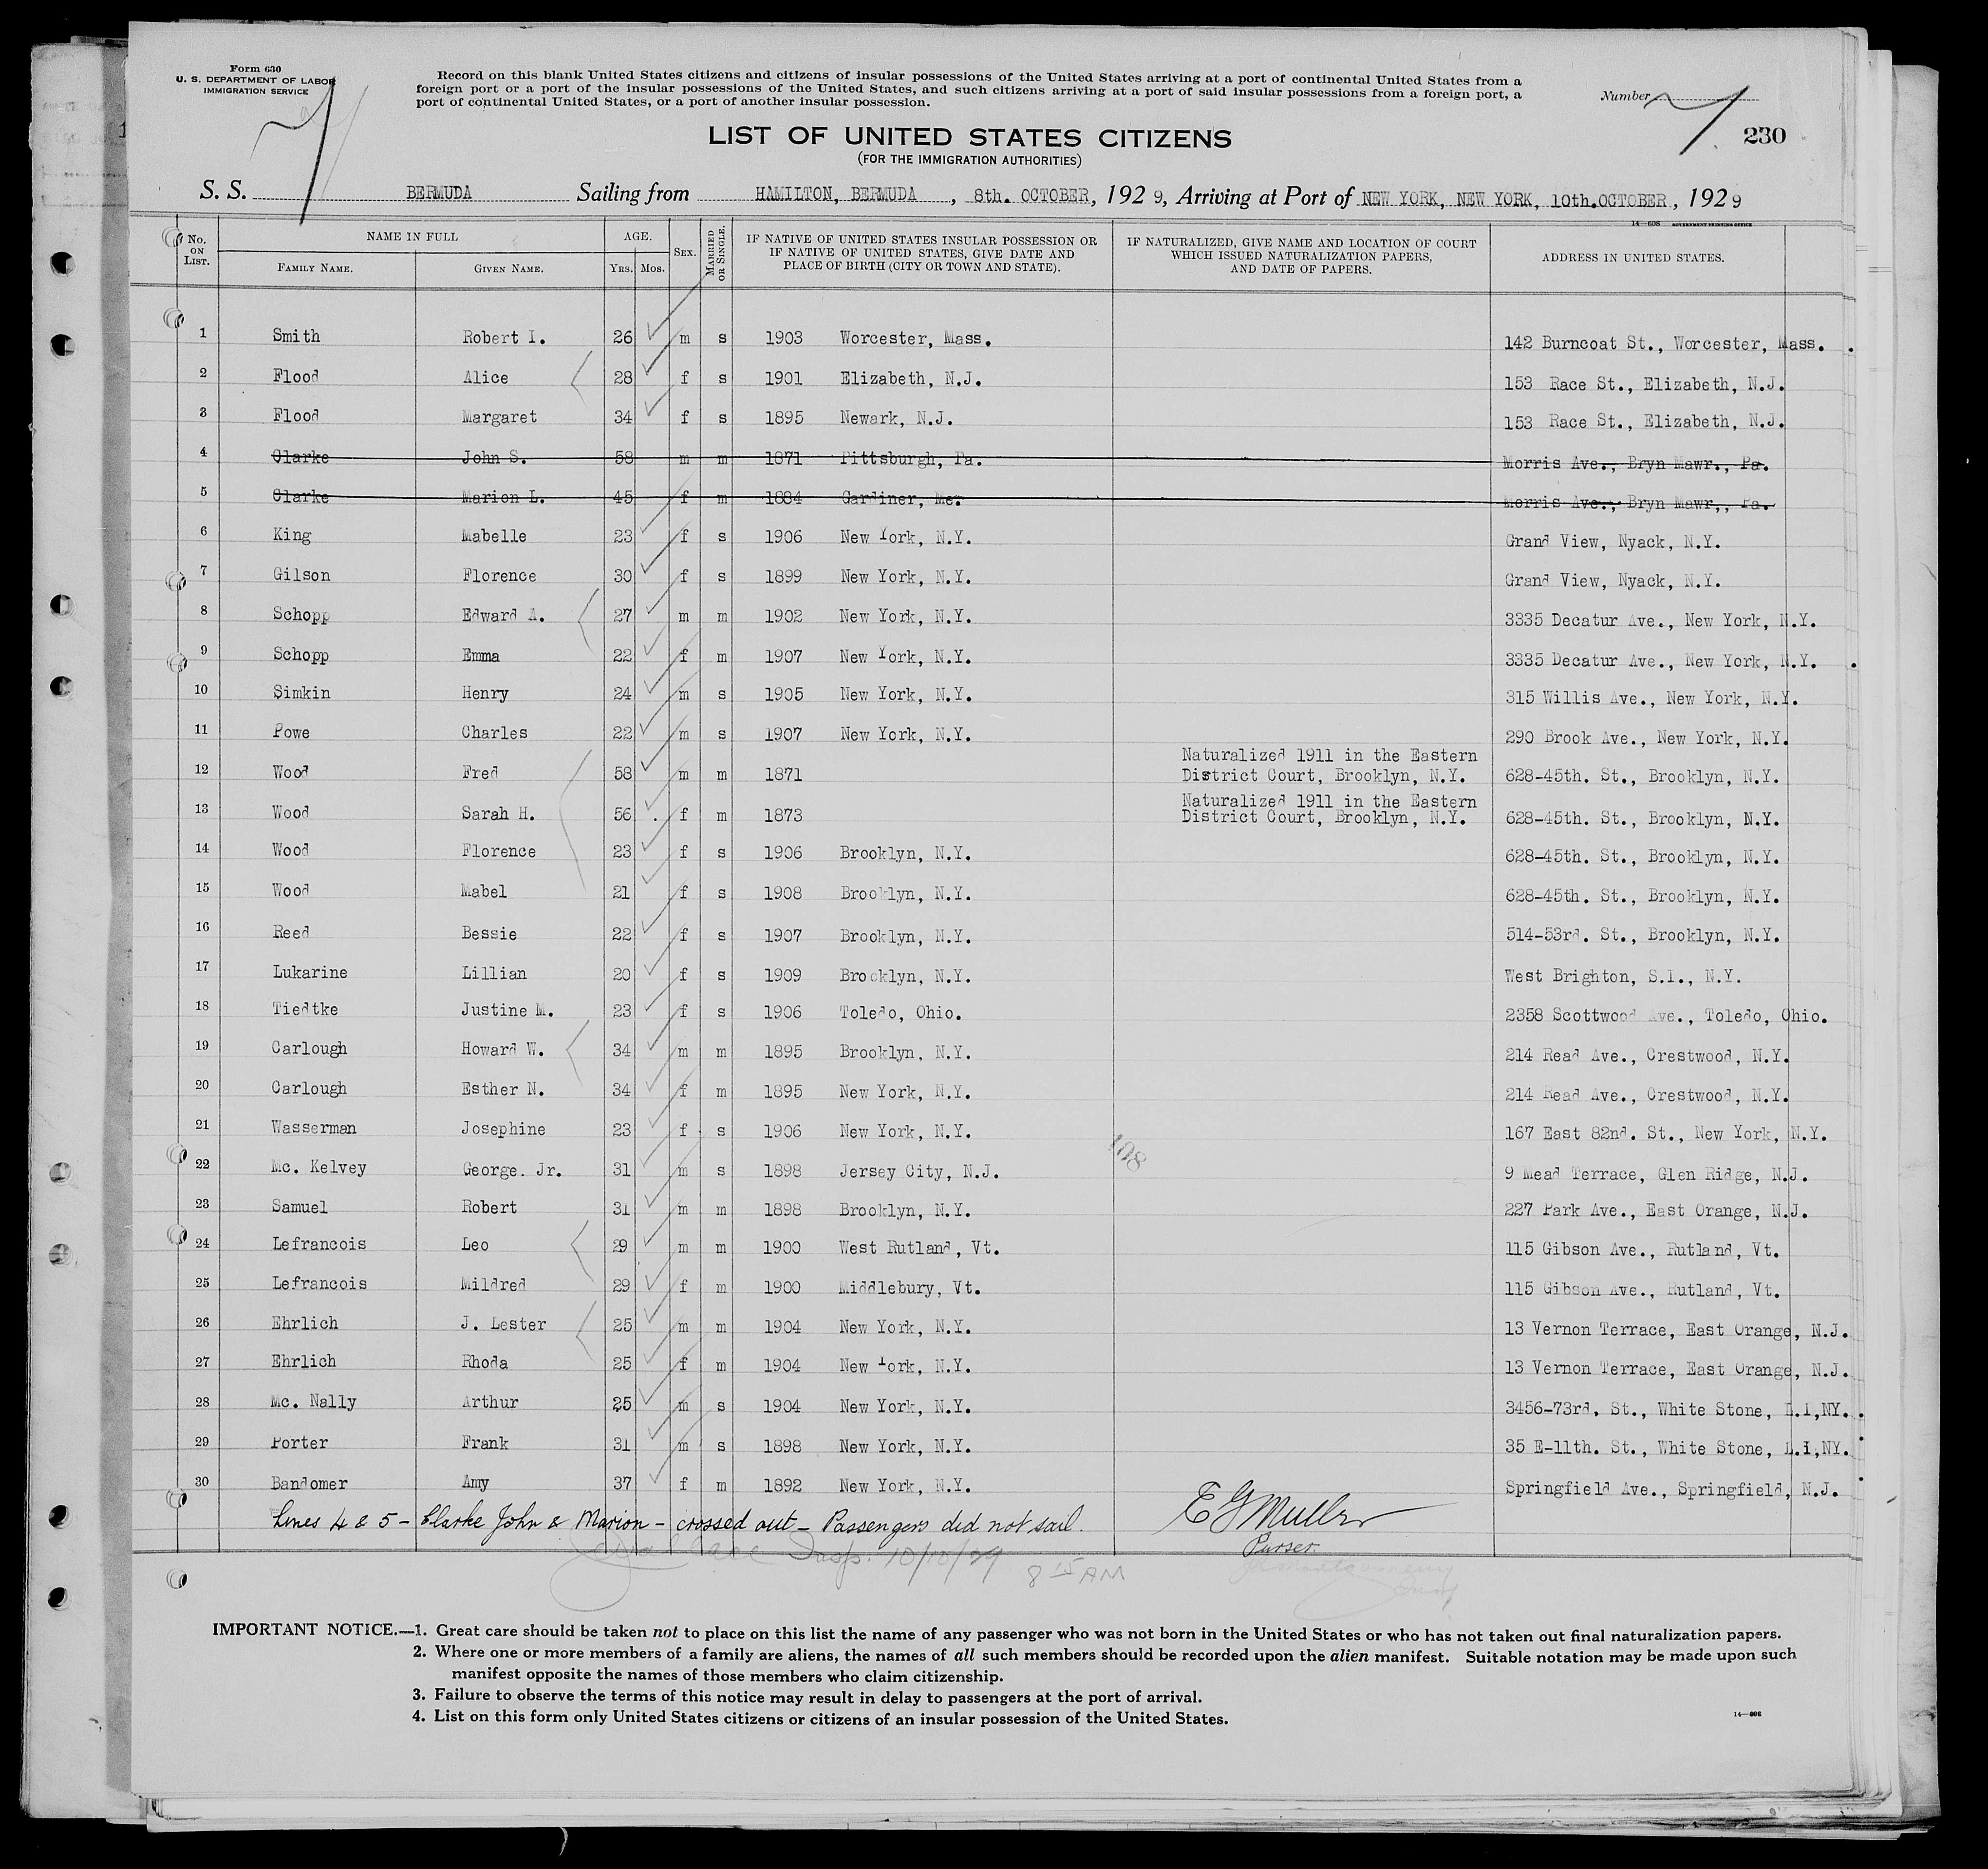 Form 630
U. S. DEPARTMENT OF LABOR
IMMIGRATION SERVICE
Record on this blank United States citizens and citizens of insular possessions of the United States arriving at a port of continental United States from a
foreign port or a port of the insular possessions of the United States, and such citizens arriving at a port of said insular possessions from a foreign port, a
port of continental United States, or a port of another insular possession.
Number
7
7
230
LIST OF UNITED STATES CITIZENS
(FOR THE IMMIGRATION AUTHORITIES)
S. S. BERMUDA Sailing from HAMILTON, BERMUDA, 8th. OCTOBER, 1929, Arriving at Port of NEW YORK, NEW YORK, 10th.OCTOBER, 1929
14—608 GOVERNMENT PRINTING OFFICE
No. ON LIST. NAME IN FULL AGE. SEX. MARRIED OR SINGLE. IF NATIVE OF UNITED STATES INSULAR POSSESSION OR IF NATIVE OF UNITED STATES, GIVE DATE AND PLACE OF BIRTH (CITY OR TOWN AND STATE). IF NATURALIZED, GIVE NAME AND LOCATION OF COURT WHICH ISSUED NATURALIZATION PAPERS, AND DATE OF PAPERS. ADDRESS IN UNITED STATES.
FAMILY NAME. GIVEN NAME. YRS. MOS.
1 Smith Robert I. 26 m s 1903 Worcester, Mass. 142 Burncoat St., Worcester, Mass.
2 Flood Alice 28 f s 1901 Elizabeth, N.J. 153 Race St., Elizabeth, N.J.
3 Flood Margaret 34 f s 1895 Newark, N.J. 153 Race St., Elizabeth, N.J.
4 Clarke John S. 58 m m 1871 Pittsburgh, Pa. Morris Ave., Bryn Mawr., Pa.
5 Clarke Marion L. 45 f m 1884 Gardiner, Me. Morris Ave., Bryn Mawr,, Pa.
6 King Mabelle 23 f s 1906 New York, N.Y. Grand View, Nyack, N.Y.
7 Gilson Florence 30 f s 1899 New York, N.Y. Grand View, Nyack, N.Y.
8 Schopp Edward A. 27 m m 1902 New York, N.Y. 3335 Decatur Ave., New York, N.Y.
9 Schopp Emma 22 f m 1907 New York, N.Y. 3335 Decatur Ave., New York, N.Y.
10 Simkin Henry 24 m s 1905 New York, N.Y. 315 Willis Ave., New York, N.Y.
11 Powe Charles 22 m s 1907 New York, N.Y. 290 Brook Ave., New York, N.Y.
12 Wood Fred 58 m m 1871 Naturalized 1911 in the Eastern District Court, Brooklyn, N.Y. 628-45th. St., Brooklyn, N.Y.
13 Wood Sarah H. 56 f m 1873 Naturalized 1911 in the Eastern District Court, Brooklyn, N.Y. 628-45th. St., Brooklyn, N.Y.
14 Wood Florence 23 f s 1906 Brooklyn, N.Y. 628-45th. St., Brooklyn, N.Y.
15 Wood Mabel 21 f s 1908 Brooklyn, N.Y. 628-45th. St., Brooklyn, N.Y.
16 Reed Bessie 22 f s 1907 Brooklyn, N.Y. 514-53rd. St., Brooklyn, N.Y.
17 Lukarine Lillian 20 f s 1909 Brooklyn, N.Y. West Brighton, S.I., N.Y.
18 Tiedtke Justine M. 23 f s 1906 Toledo, Ohio. 2358 Scottwood Ave., Toledo, Ohio.
19 Carlough Howard W. 34 m m 1895 Brooklyn, N.Y. 214 Read Ave., Crestwood, N.Y.
20 Carlough Esther N. 34 f m 1895 New York, N.Y. 214 Read Ave., Crestwood, N.Y.
21 Wasserman Josephine 23 f s 1906 New York, N.Y. 167 East 82nd. St., New York, N.Y.
22 Mc. Kelvey George. Jr. 31 m s 1898 Jersey City, N.J. 9 Mead Terrace, Glen Ridge, N.J.
108
23 Samuel Robert 31 m m 1898 Brooklyn, N.Y. 227 Park Ave., East Orange, N.J.
24 Lefrancois Leo 29 m m 1900 West Rutland, Vt. 115 Gibson Ave., Rutland, Vt.
25 Lefrancois Mildred 29 f m 1900 Middlebury, Vt. 115 Gibson Ave., Rutland, Vt.
26 Ehrlich J. Lester 25 m m 1904 New York, N.Y. 13 Vernon Terrace, East Orange, N.J.
27 Ehrlich Rhoda 25 f m 1904 New York, N.Y. 13 Vernon Terrace, East Orange, N.J.
28 Mc. Nally Arthur 25 m s 1904 New York, N.Y. 3456-73rd. St., White Stone, L.I,NY.
29 Porter Frank 31 m s 1898 New York, N.Y. 35 E-11th. St., White Stone, L.I,NY.
30 Bandomer Amy 37 f m 1892 New York, N.Y. Springfield Ave., Springfield, N.J.
Lines 4 & 5 - Clarke John & Marion - crossed out - Passengers did not sail. E G Muller
Purser.
Insp. 10/10/29
8 15 AM
IMPORTANT NOTICE.—1. Great care should be taken not to place on this list the name of any passenger who was not born in the United States or who has not taken out final naturalization papers.
2. Where one or more members of a family are aliens, the names of all such members should be recorded upon the alien manifest. Suitable notation may be made upon such
manifest opposite the names of those members who claim citizenship.
3. Failure to observe the terms of this notice may result in delay to passengers at the port of arrival.
4. List on this form only United States citizens or citizens of an insular possession of the United States.
14—608